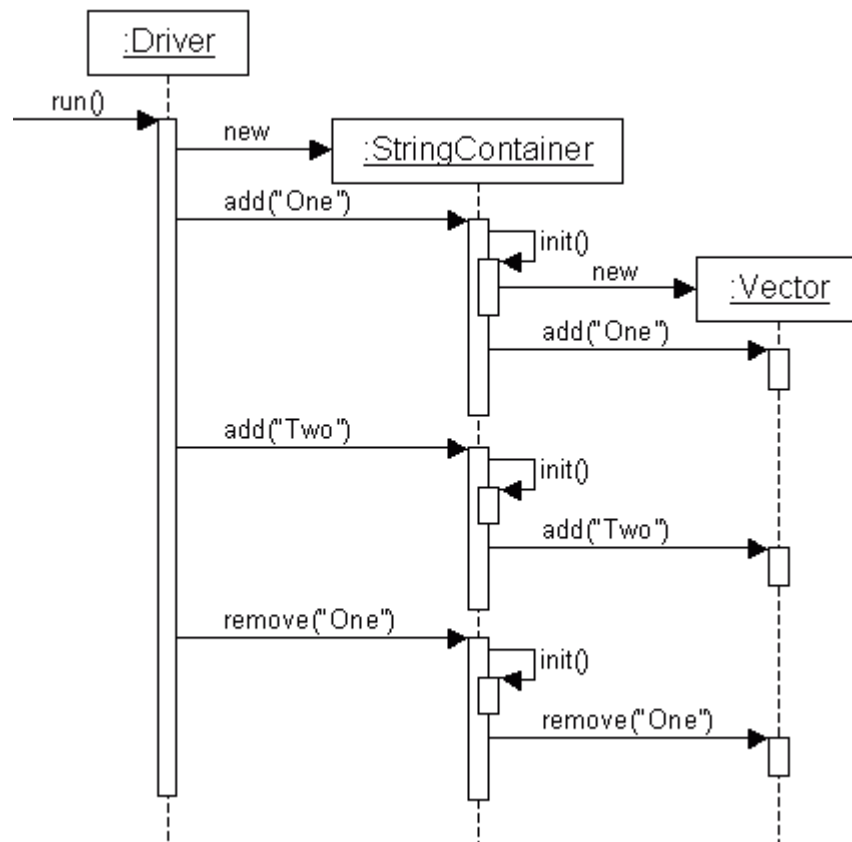 :Driver
run()
new
:StringContainer
add("One")
init()
new
:Vector
add("One")
add("Two")
init()
add("Two")
remove("One")
init()
remove("One")